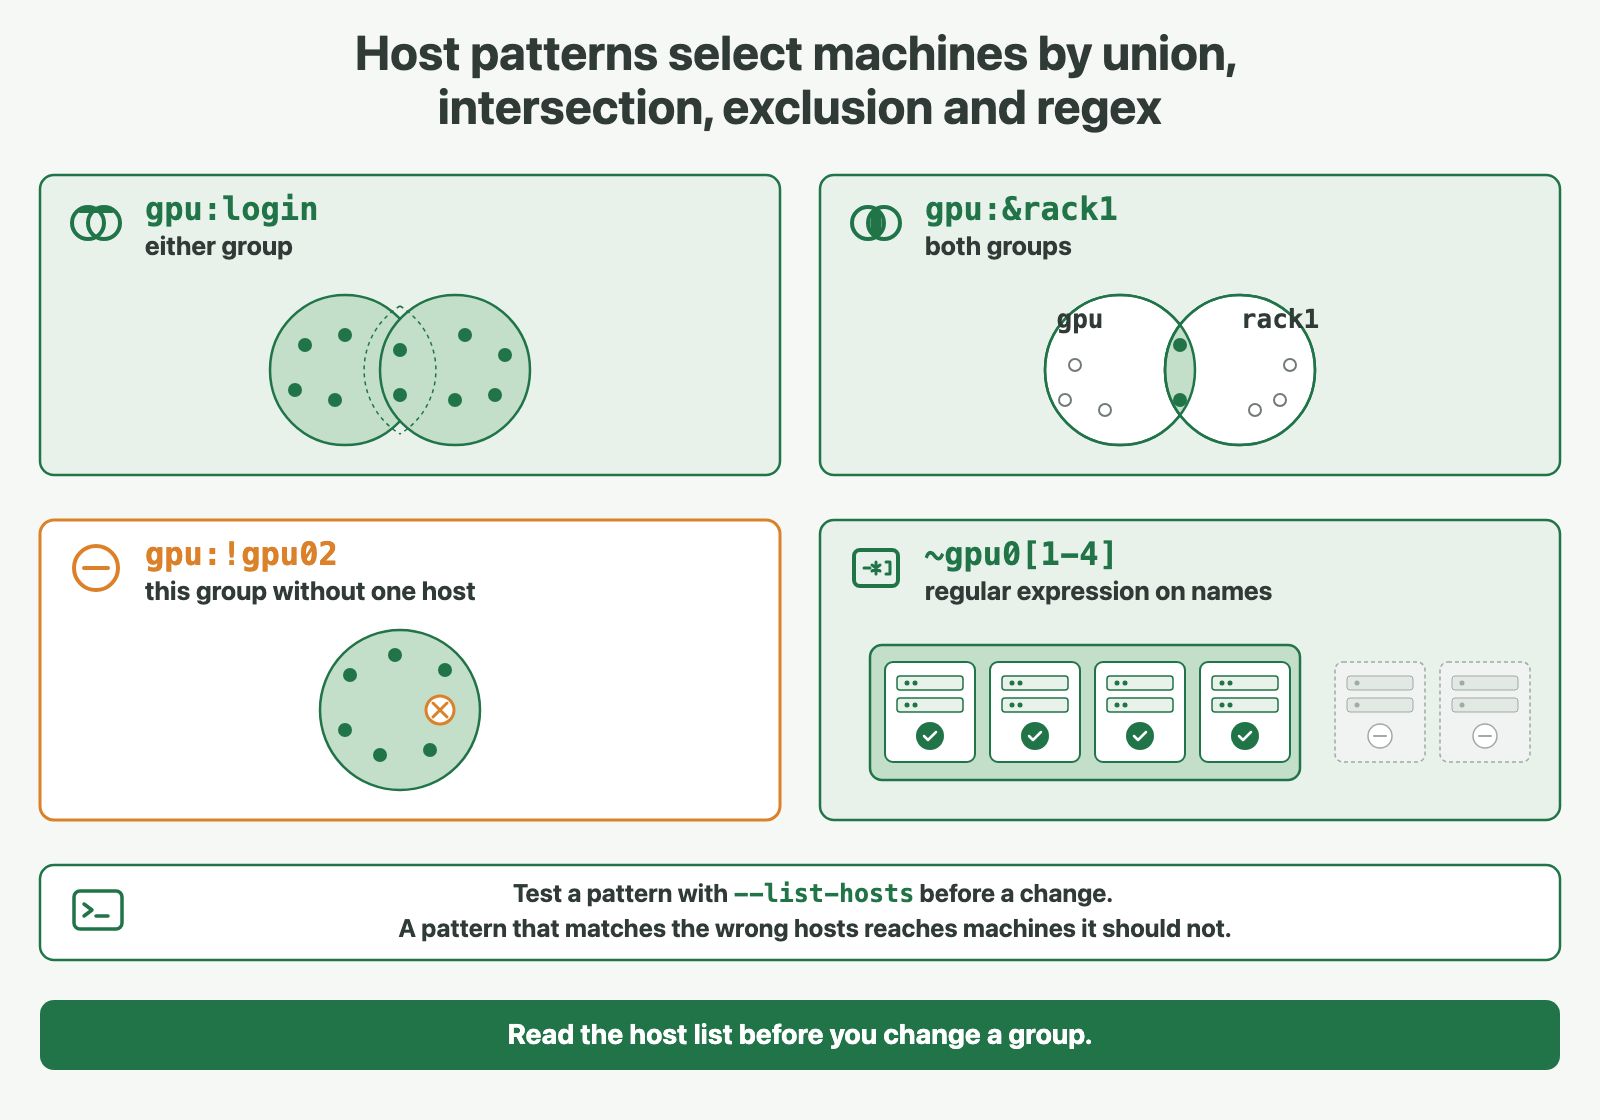 Host patterns select machines by union,
intersection, exclusion and regex
gpu:login
either group
gpu:&rack1
both groups
gpu
rack1
gpu:!gpu02
this group without one host
~gpu0[1-4]
regular expression on names
Test a pattern with --list-hosts before a change.
A pattern that matches the wrong hosts reaches machines it should not.
Read the host list before you change a group.